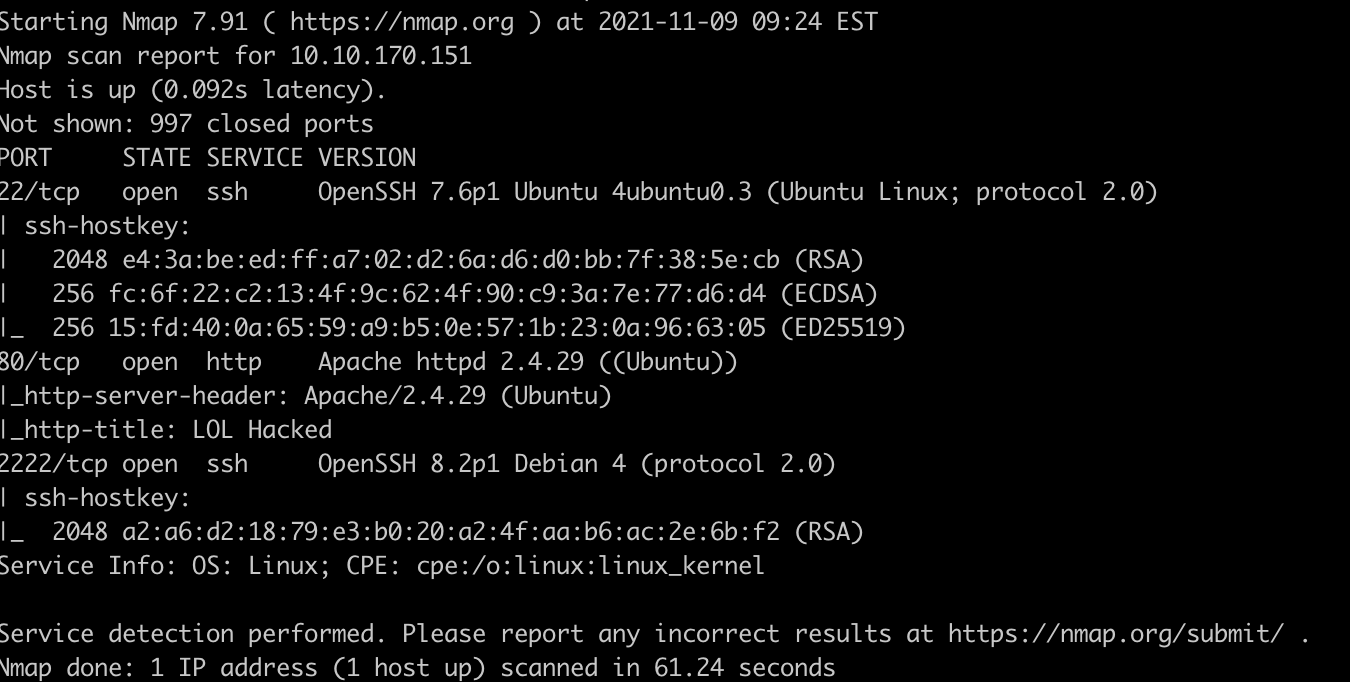 Starting Nmap 7.91 ( https://nmap.org ) at 2021-11-09 09:24 EST
Nmap scan report for 10.10.170.151
Host is up (0.092s latency).
Not shown: 997 closed ports
PORT     STATE SERVICE VERSION
22/tcp   open  ssh     OpenSSH 7.6p1 Ubuntu 4ubuntu0.3 (Ubuntu Linux; protocol 2.0)
| ssh-hostkey:
|   2048 e4:3a:be:ed:ff:a7:02:d2:6a:d6:d0:bb:7f:38:5e:cb (RSA)
|   256 fc:6f:22:c2:13:4f:9c:62:4f:90:c9:3a:7e:77:d6:d4 (ECDSA)
|_  256 15:fd:40:0a:65:59:a9:b5:0e:57:1b:23:0a:96:63:05 (ED25519)
80/tcp   open  http    Apache httpd 2.4.29 ((Ubuntu))
|_http-server-header: Apache/2.4.29 (Ubuntu)
|_http-title: LOL Hacked
2222/tcp open  ssh     OpenSSH 8.2p1 Debian 4 (protocol 2.0)
| ssh-hostkey:
|_  2048 a2:a6:d2:18:79:e3:b0:20:a2:4f:aa:b6:ac:2e:6b:f2 (RSA)
Service Info: OS: Linux; CPE: cpe:/o:linux:linux_kernel

Service detection performed. Please report any incorrect results at https://nmap.org/submit/ .
Nmap done: 1 IP address (1 host up) scanned in 61.24 seconds